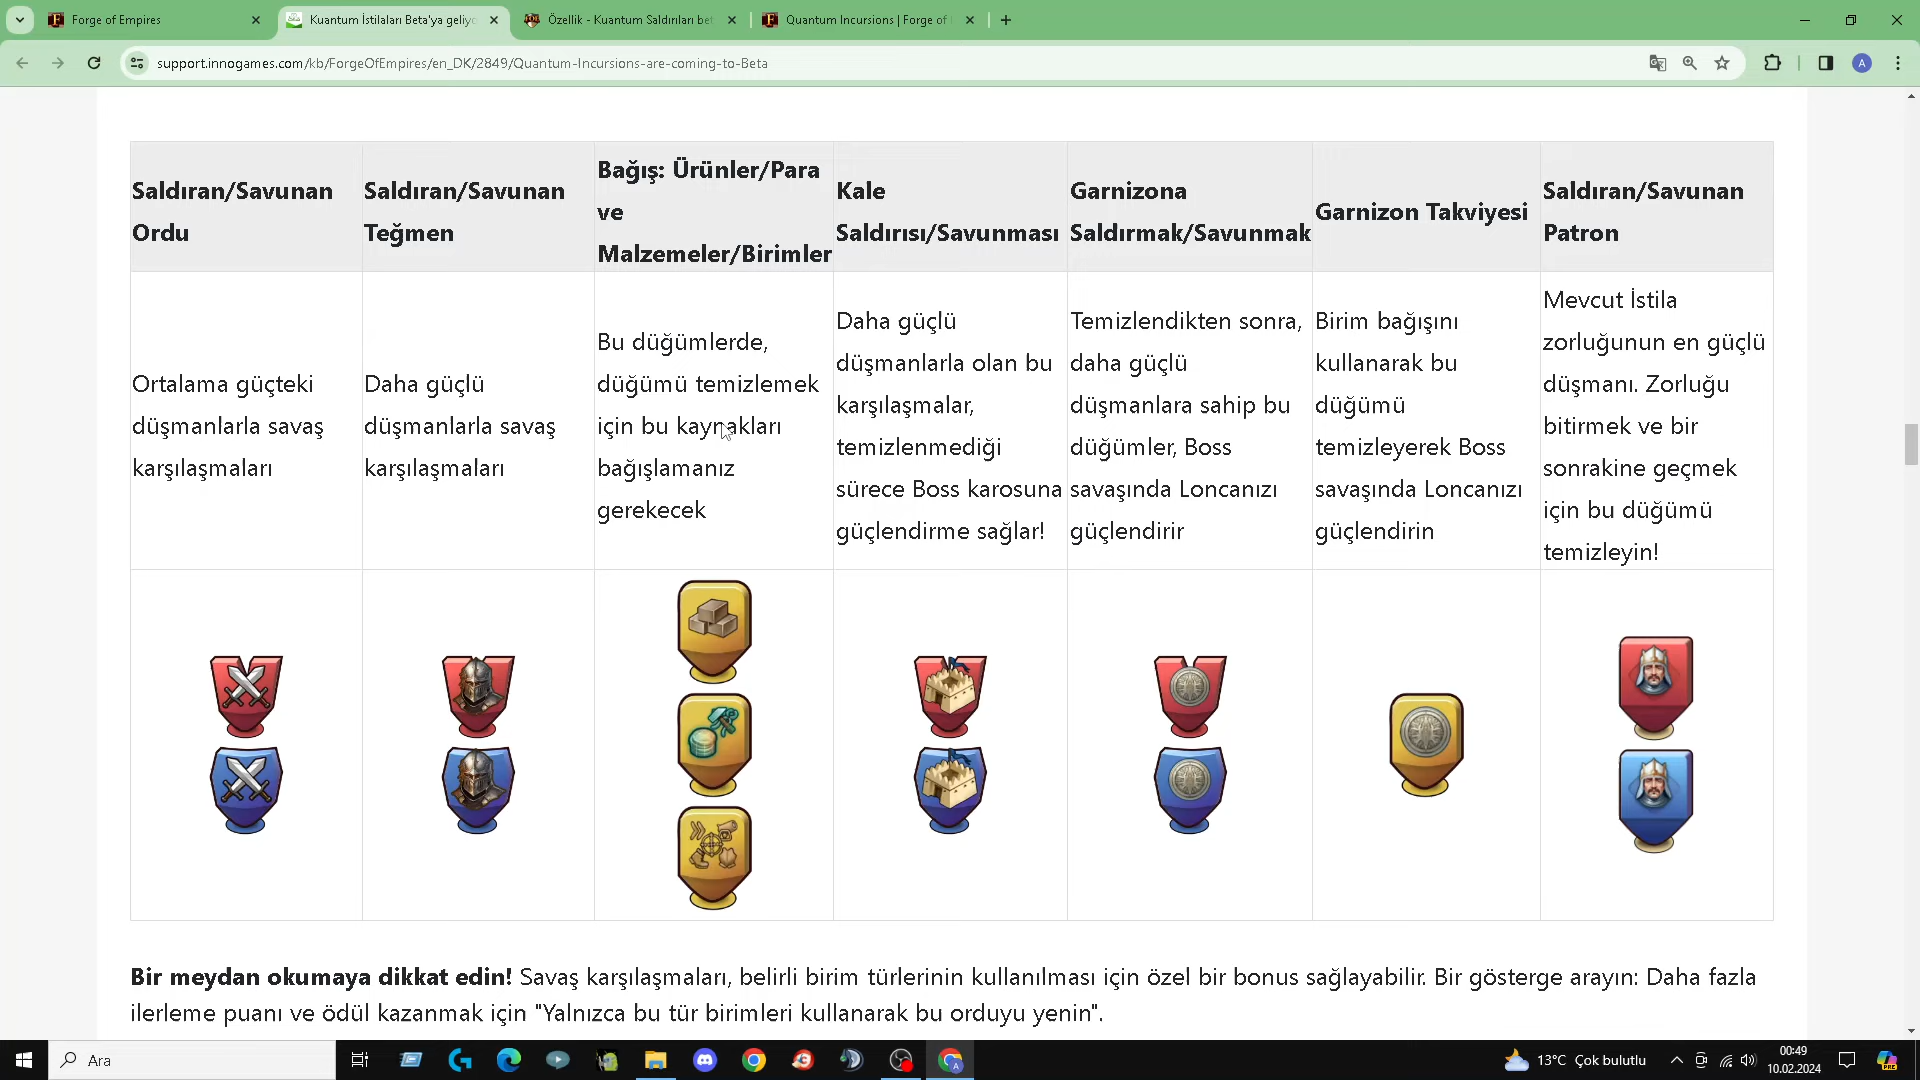 Forge of Empires
Kuantum İstilaları Beta'ya geliyo
Özellik - Kuantum Saldırıları bet
Quantum Incursions | Forge of
support.innogames.com/kb/ForgeOfEmpires/en_DK/2849/Quantum-Incursions-are-coming-to-Beta
A
Saldıran/Savunan
Ordu
Saldıran/Savunan
Teğmen
Bağış: Ürünler/Para
ve
Malzemeler/Birimler
Kale
Saldırısı/Savunması
Garnizona
Saldırmak/Savunmak
Garnizon Takviyesi
Saldıran/Savunan
Patron
Ortalama güçteki
düşmanlarla savaş
karşılaşmaları
Daha güçlü
düşmanlarla savaş
karşılaşmaları
Bu düğümlerde,
düğümü temizlemek
için bu kaynakları
bağışlamanız
gerekecek
Daha güçlü
düşmanlarla olan bu
karşılaşmalar,
temizlenmediği
sürece Boss karosuna
güçlendirme sağlar!
Temizlendikten sonra,
daha güçlü
düşmanlara sahip bu
düğümler, Boss
savaşında Loncanızı
güçlendirir
Birim bağışını
kullanarak bu
düğümü
temizleyerek Boss
savaşında Loncanızı
güçlendirin
Mevcut İstila
zorluğunun en güçlü
düşmanı. Zorluğu
bitirmek ve bir
sonrakine geçmek
için bu düğümü
temizleyin!
Bir meydan okumaya dikkat edin! Savaş karşılaşmaları, belirli birim türlerinin kullanılması için özel bir bonus sağlayabilir. Bir gösterge arayın: Daha fazla
ilerleme puanı ve ödül kazanmak için "Yalnızca bu tür birimleri kullanarak bu orduyu yenin".
Ara
13°C Çok bulutlu
00:49
10.02.2024